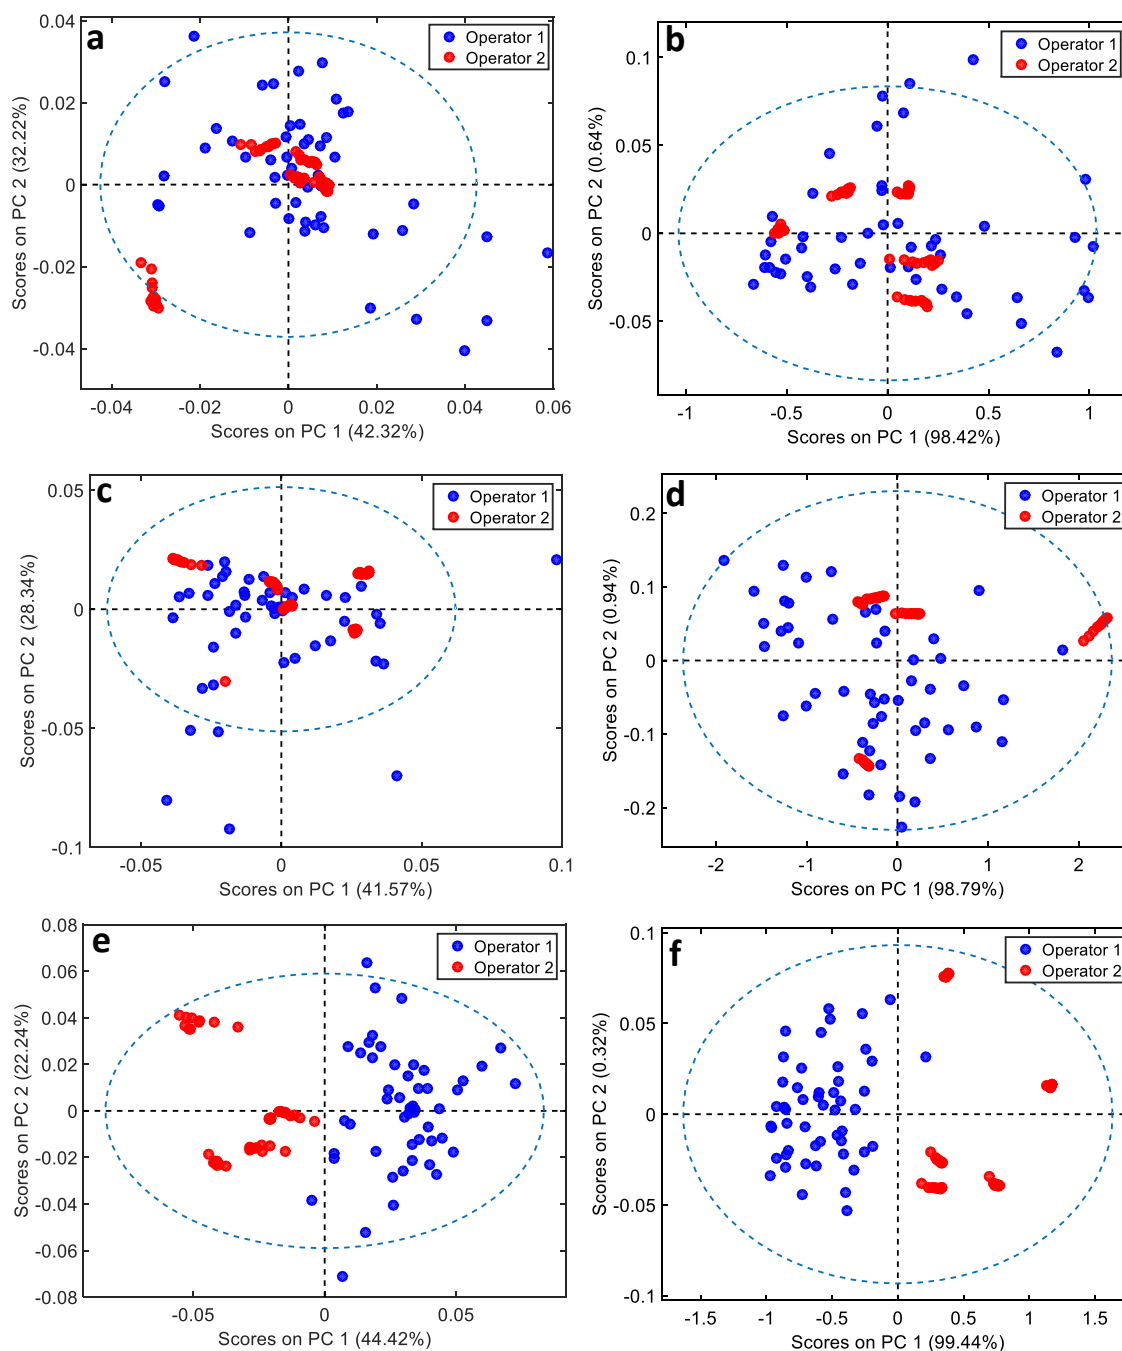 a
Operator 1
Operator 2
0.04
0.02
0
-0.02
-0.04
Scores on PC 2 (32.22%)
-0.04
-0.02
0
0.02
0.04
0.06
Scores on PC 1 (42.32%)
b
Operator 1
Operator 2
0.1
0.05
0
-0.05
Scores on PC 2 (0.64%)
-1
-0.5
0
0.5
1
Scores on PC 1 (98.42%)
c
Operator 1
Operator 2
0.05
0
-0.05
-0.1
Scores on PC 2 (28.34%)
-0.05
0
0.05
0.1
Scores on PC 1 (41.57%)
d
Operator 1
Operator 2
0.2
0.1
0
-0.1
-0.2
Scores on PC 2 (0.94%)
-2
-1
0
1
2
Scores on PC 1 (98.79%)
e
Operator 1
Operator 2
0.08
0.06
0.04
0.02
0
-0.02
-0.04
-0.06
-0.08
Scores on PC 2 (22.24%)
-0.05
0
0.05
Scores on PC 1 (44.42%)
f
Operator 1
Operator 2
0.1
0.05
0
-0.05
-0.1
Scores on PC 2 (0.32%)
-1.5
-1
-0.5
0
0.5
1
1.5
Scores on PC 1 (99.44%)